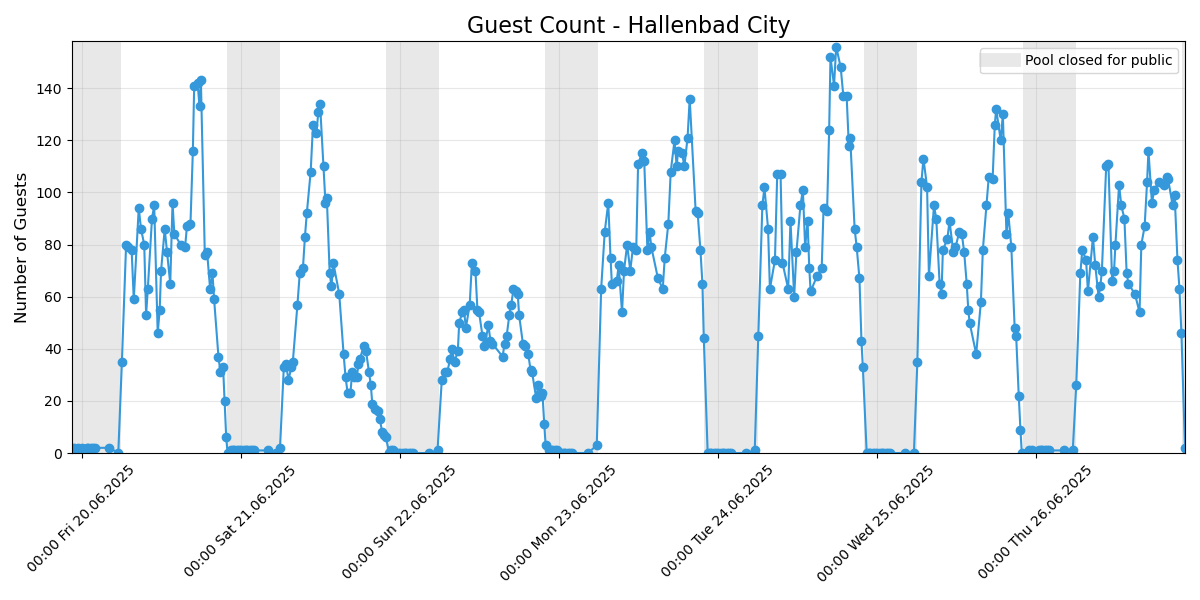 Guest Count - Hallenbad City
Pool closed for public
Number of Guests
140
120
100
80
60
40
20
0
00:00 Fri 20.06.2025
00:00 Sat 21.06.2025
00:00 Sun 22.06.2025
00:00 Mon 23.06.2025
00:00 Tue 24.06.2025
00:00 Wed 25.06.2025
00:00 Thu 26.06.2025